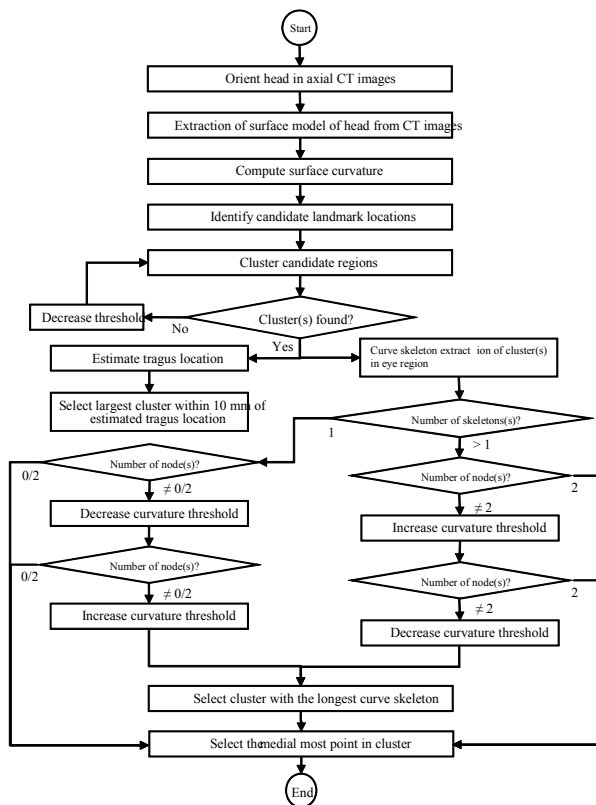 Start
Orient head in axial CT images
Extraction of surface model of head from CT images
Compute surface curvature
Identify candidate landmark locations
Cluster candidate regions
Decrease threshold
No
Cluster(s) found?
Yes
Estimate tragus location
Select largest cluster within 10 mm of
estimated tragus location
Curve skeleton extract ion of cluster(s)
in eye region
Number of skeletons(s)?
1
> 1
Number of node(s)?
0/2
≠ 0/2
Decrease curvature threshold
Number of node(s)?
0/2
≠ 0/2
Increase curvature threshold
Number of node(s)?
2
≠ 2
Increase curvature threshold
Number of node(s)?
2
≠ 2
Decrease curvature threshold
Select cluster with the longest curve skeleton
Select the medial most point in cluster
End